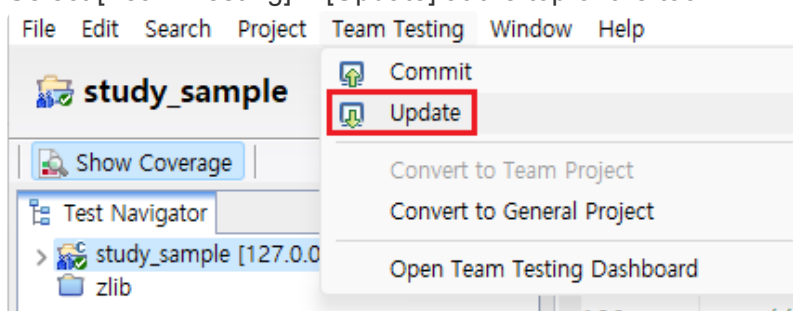 File Edit Search Project Team Testing Window Help
study_sample
Commit
Update
Show Coverage
Convert to Team Project
Test Navigator
Convert to General Project
study_sample [127.0.0
zlib
Open Team Testing Dashboard